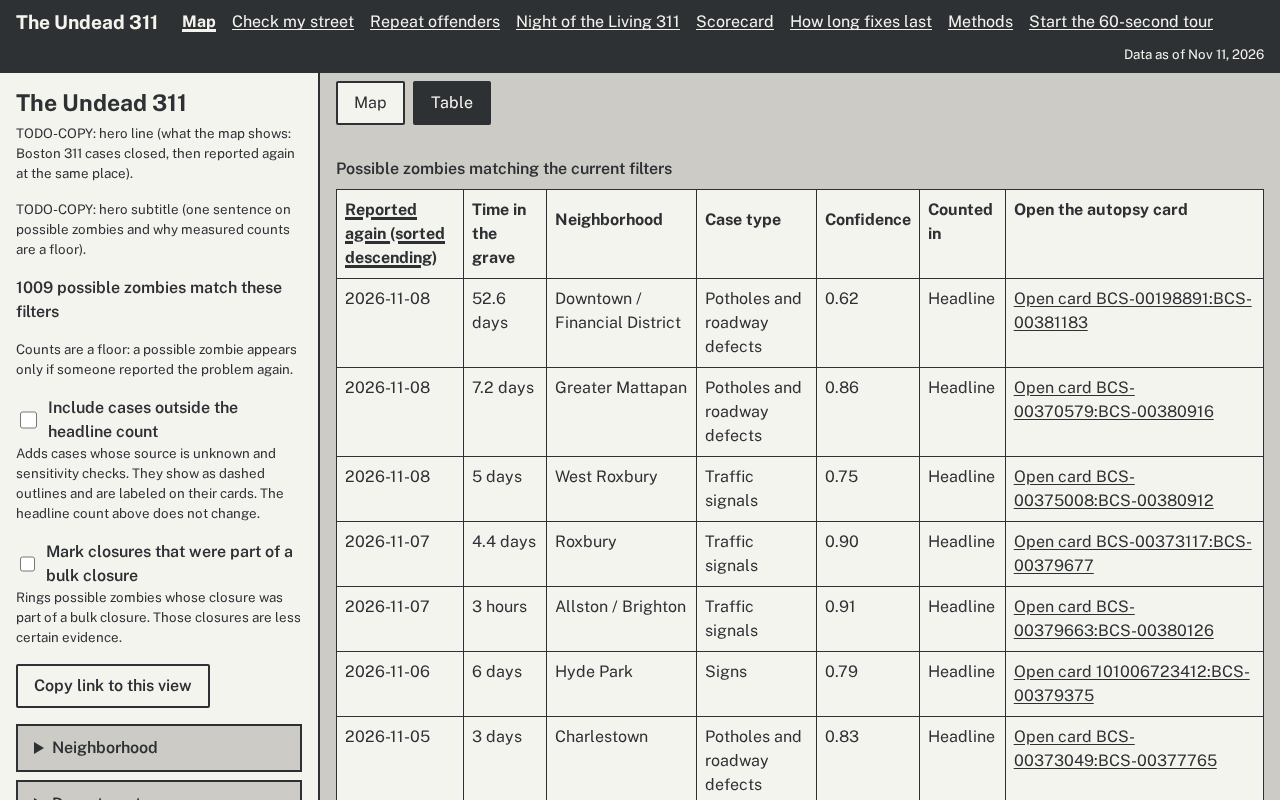 The Undead 311
Map
Check my street
Repeat offenders
Night of the Living 311
Scorecard
How long fixes last
Methods
Start the 60-second tour
Data as of Nov 11, 2026
The Undead 311
TODO-COPY: hero line (what the map shows:
Boston 311 cases closed, then reported again
at the same place).
TODO-COPY: hero subtitle (one sentence on
possible zombies and why measured counts
are a floor).
1009 possible zombies match these
filters
Counts are a floor: a possible zombie appears
only if someone reported the problem again.
Include cases outside the
headline count
Adds cases whose source is unknown and
sensitivity checks. They show as dashed
outlines and are labeled on their cards. The
headline count above does not change.
Mark closures that were part of a
bulk closure
Rings possible zombies whose closure was
part of a bulk closure. Those closures are less
certain evidence.
Copy link to this view
Neighborhood
Map
Table
Possible zombies matching the current filters
Reported
again (sorted
descending)
Time in
the
grave
Neighborhood
Case type
Confidence
Counted
in
Open the autopsy card
2026-11-08
52.6
days
Downtown /
Financial District
Potholes and
roadway
defects
0.62
Headline
Open card BCS-00198891:BCS-
00381183
2026-11-08
7.2 days
Greater Mattapan
Potholes and
roadway
defects
0.86
Headline
Open card BCS-
00370579:BCS-00380916
2026-11-08
5 days
West Roxbury
Traffic
signals
0.75
Headline
Open card BCS-
00375008:BCS-00380912
2026-11-07
4.4 days
Roxbury
Traffic
signals
0.90
Headline
Open card BCS-00373117:BCS-
00379677
2026-11-07
3 hours
Allston / Brighton
Traffic
signals
0.91
Headline
Open card BCS-
00379663:BCS-00380126
2026-11-06
6 days
Hyde Park
Signs
0.79
Headline
Open card 101006723412:BCS-
00379375
2026-11-05
3 days
Charlestown
Potholes and
roadway
defects
0.83
Headline
Open card BCS-
00373049:BCS-00377765